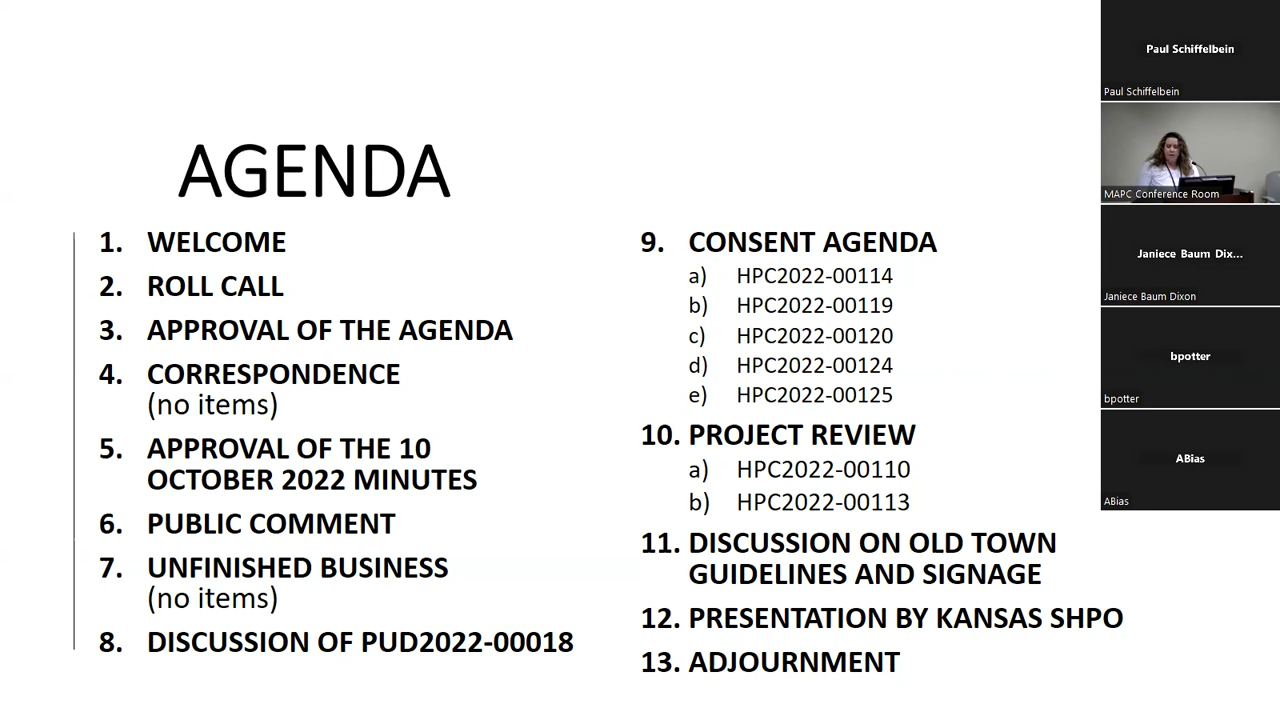 AGENDA
1. WELCOME
2. ROLL CALL
3. APPROVAL OF THE AGENDA
4. CORRESPONDENCE
(no items)
5. APPROVAL OF THE 10
OCTOBER 2022 MINUTES
6. PUBLIC COMMENT
7. UNFINISHED BUSINESS
(no items)
8. DISCUSSION OF PUD2022-00018
9. CONSENT AGENDA
a) HPC2022-00114
b) HPC2022-00119
c) HPC2022-00120
d) HPC2022-00124
e) HPC2022-00125
10. PROJECT REVIEW
a) HPC2022-00110
b) HPC2022-00113
11. DISCUSSION ON OLD TOWN
GUIDELINES AND SIGNAGE
12. PRESENTATION BY KANSAS SHPO
13. ADJOURNMENT
Paul Schiffelbein
Paul Schiffelbein
MAPC Conference Room
Janiece Baum Dix...
Janiece Baum Dixon
bpotter
bpotter
ABias
ABias